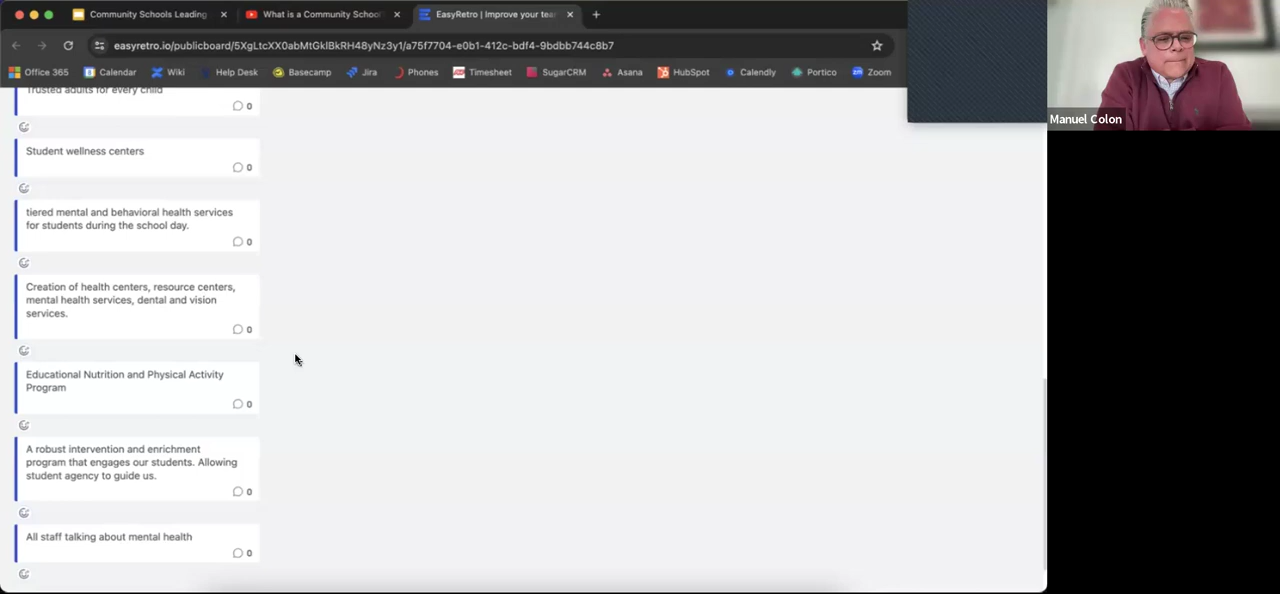 Community Schools Leading
What is a Community School
EasyRetro | Improve your tea
easyretro.io/publicboard/5XgLtcXX0abMtGklBkRH48yNz3y1/a75f7704-e0b1-412c-bdf4-9bdbb744c8b7
Office 365 Calendar Wiki Help Desk Basecamp Jira Phones Timesheet SugarCRM Asana HubSpot Calendly Portico Zoom
Manuel Colon
Trusted adults for every child
0
Student wellness centers
0
tiered mental and behavioral health services
for students during the school day.
0
Creation of health centers, resource centers,
mental health services, dental and vision
services.
0
Educational Nutrition and Physical Activity
Program
0
A robust intervention and enrichment
program that engages our students. Allowing
student agency to guide us.
0
All staff talking about mental health
0